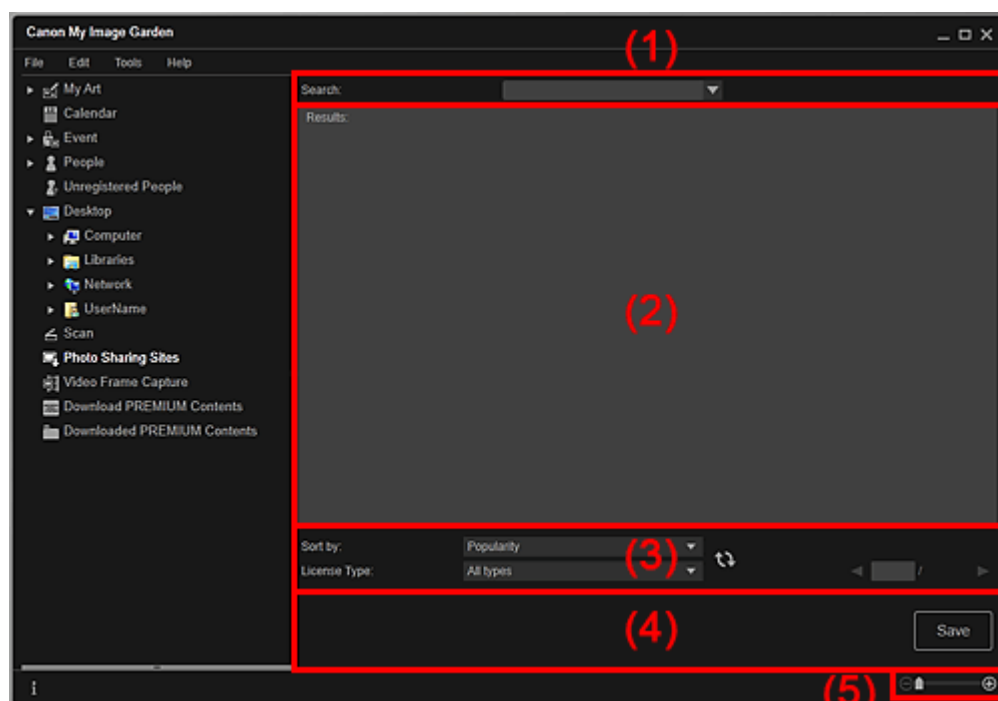 Canon My Image Garden
File Edit Tools Help
(1)
My Art
Calendar
Event
People
Unregistered People
Desktop
Computer
Libraries
Network
UserName
Scan
Photo Sharing Sites
Video Frame Capture
Download PREMIUM Contents
Downloaded PREMIUM Contents
Search:
Results:
(2)
Sort by: Popularity
(3)
License Type: All types
/
(4)
Save
(5)
i